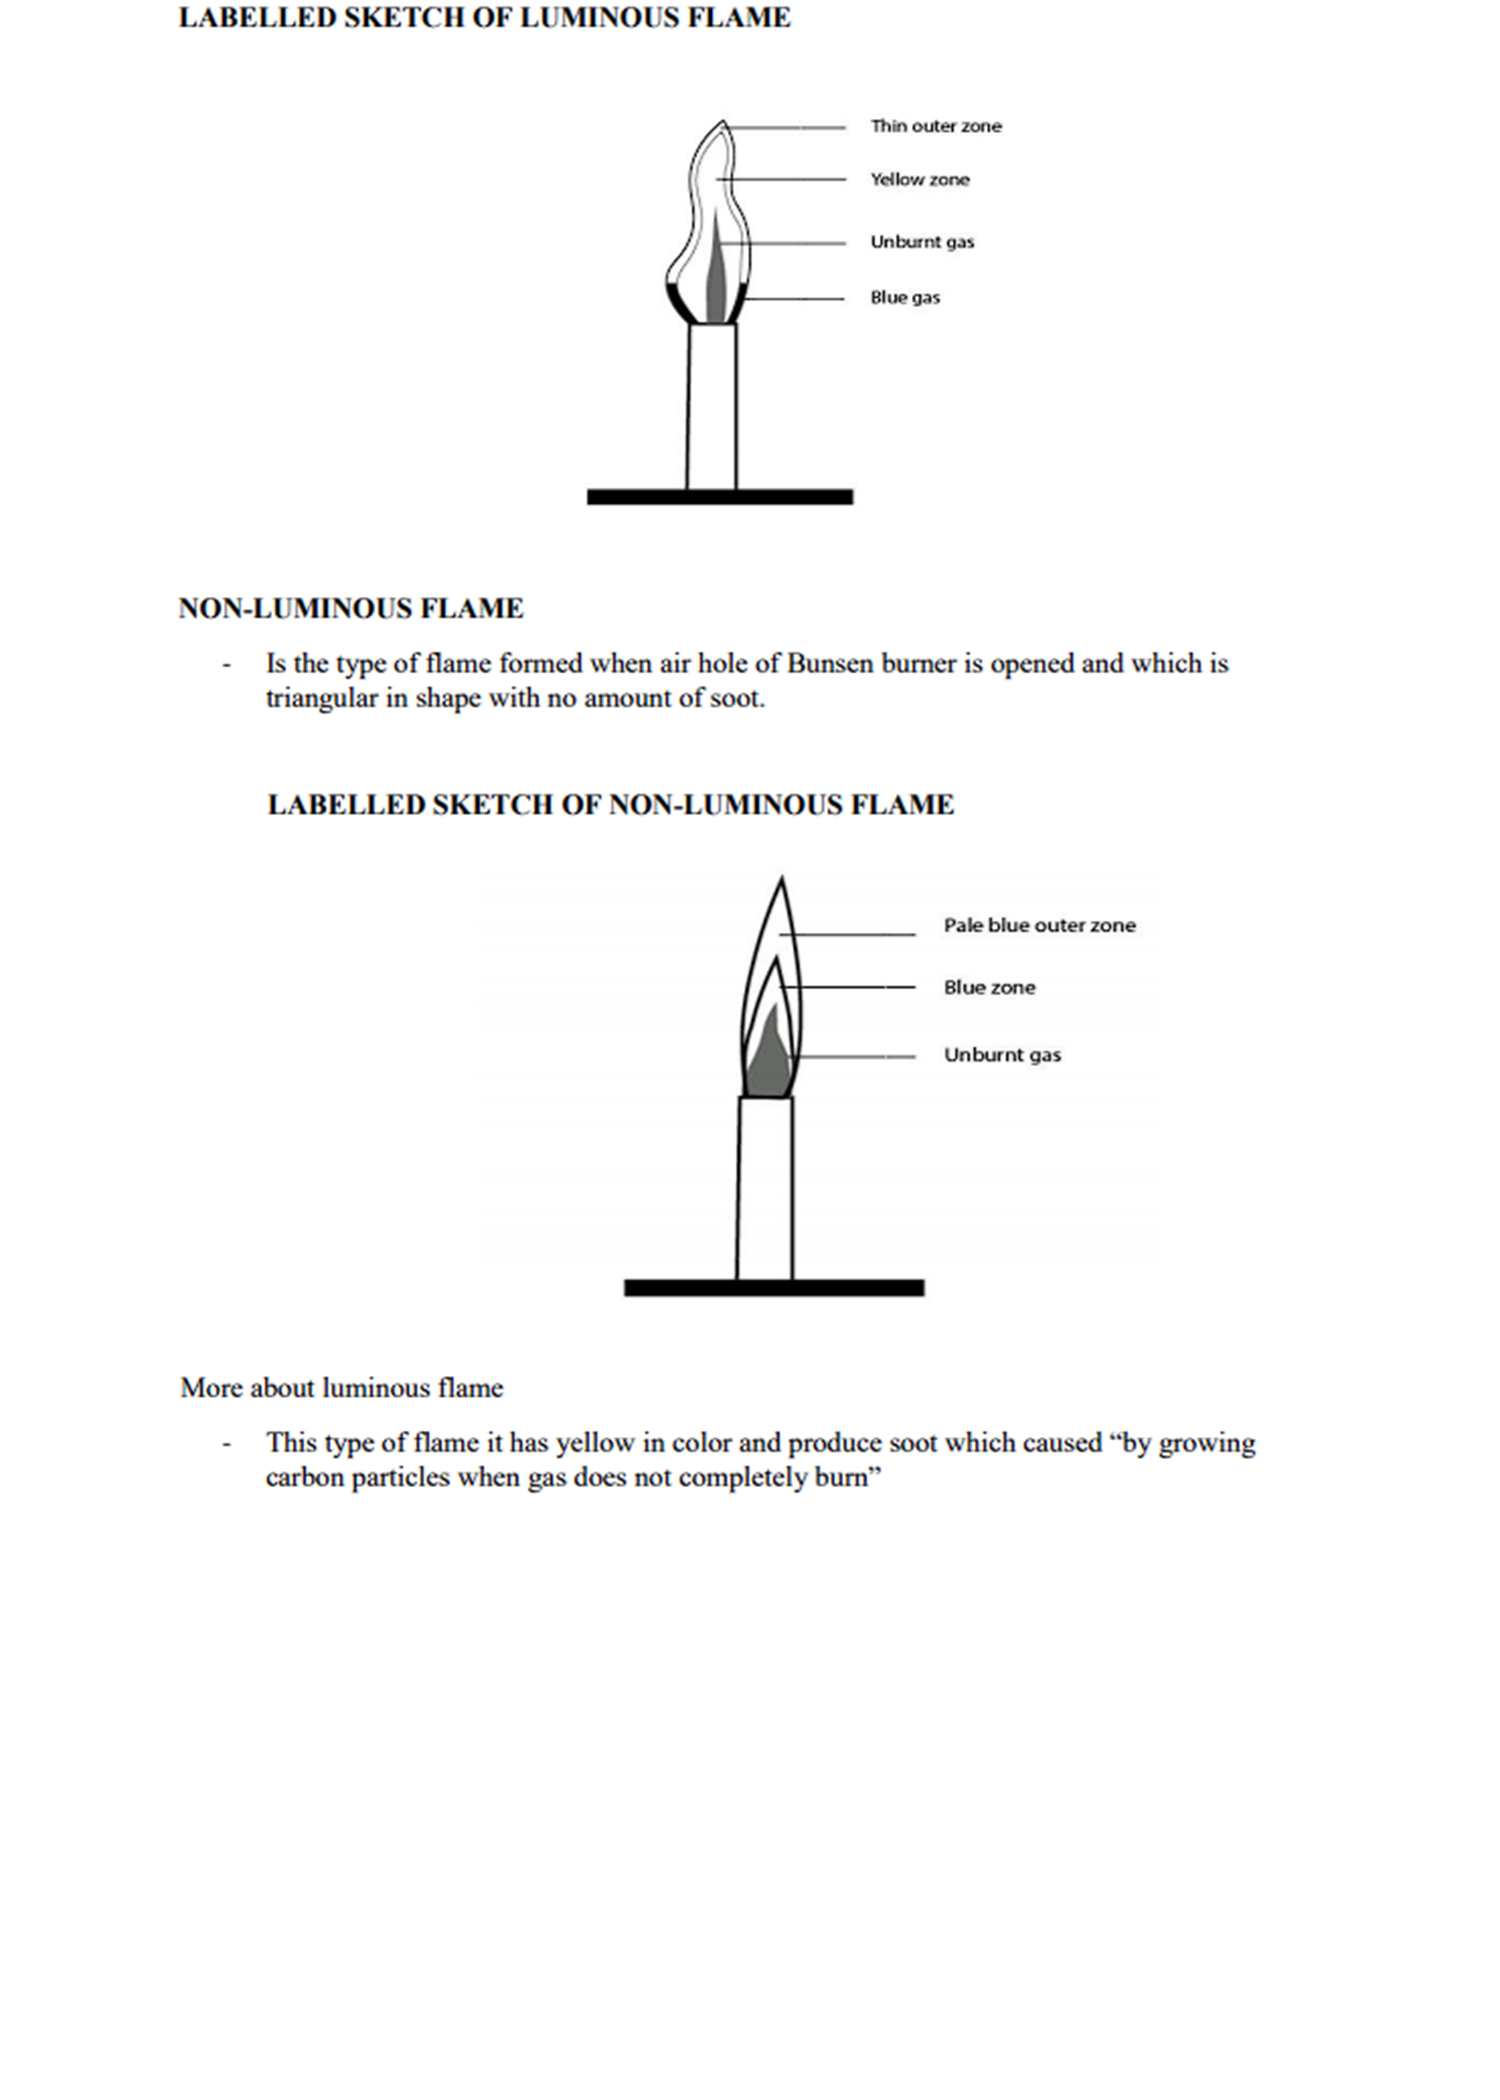 LABELLED SKETCH OF LUMINOUS FLAME
Thin outer zone
Yellow zone
Unburnt gas
Blue gas
NON-LUMINOUS FLAME
- Is the type of flame formed when air hole of Bunsen burner is opened and which is
triangular in shape with no amount of soot.
LABELLED SKETCH OF NON-LUMINOUS FLAME
Pale blue outer zone
Blue zone
Unburnt gas
More about luminous flame
- This type of flame it has yellow in color and produce soot which caused “by growing
carbon particles when gas does not completely burn”